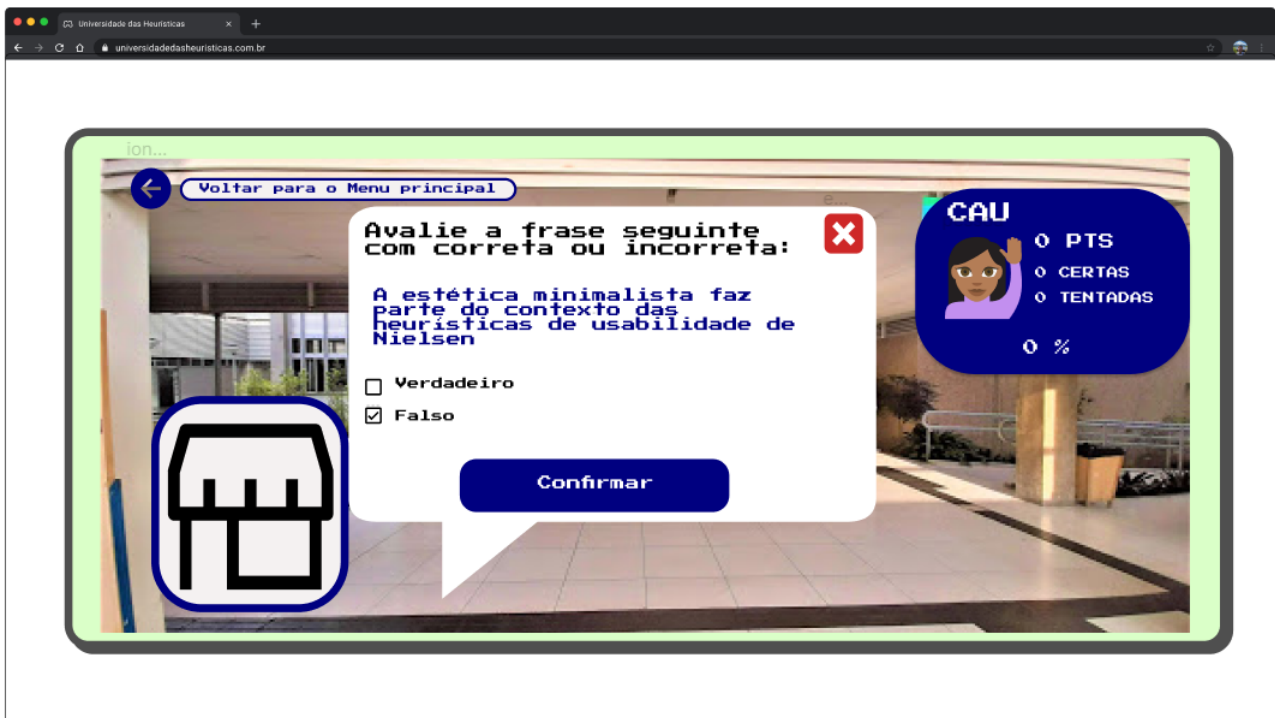 Universidade das Heurísticas
universidadedasheuristicas.com.br
ion...
Voltar para o Menu principal
e...
CAU
0 PTS
0 CERTAS
0 TENTADAS
0 %
Avalie a frase seguinte
com correta ou incorreta:
A estética minimalista faz
parte do contexto das
heurísticas de usabilidade de
Nielsen
Verdadeiro
Falso
Confirmar